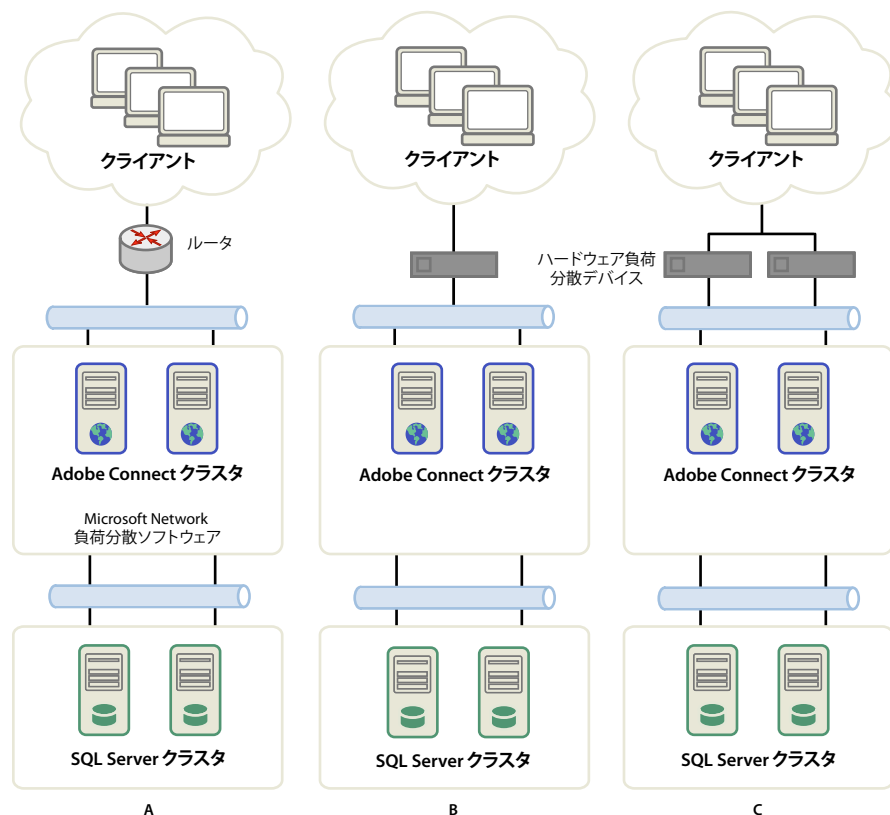 クライアント
クライアント
クライアント
ルータ
ハードウェア負荷
分散デバイス
Adobe Connect クラスタ
Adobe Connect クラスタ
Adobe Connect クラスタ
Microsoft Network
負荷分散ソフトウェア
SQL Server クラスタ
SQL Server クラスタ
SQL Server クラスタ
A
B
C